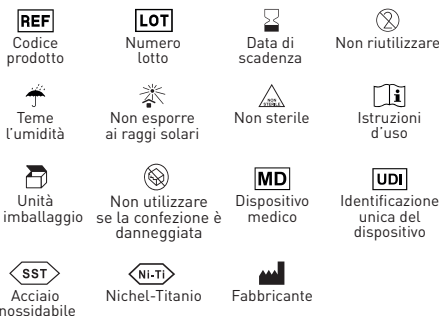 REF
LOT
Codice
prodotto
Numero
lotto
Data di
scadenza
Non riutilizzare
NON
STERILE
i
Teme
l'umidità
Non esporre
ai raggi solari
Non sterile
Istruzioni
d'uso
MD
UDI
Unità
imballaggio
Non utilizzare
se la confezione è
danneggiata
Dispositivo
medico
Identificazione
unica del
dispositivo
SST
Ni-Ti
Acciaio
nossidabile
Nichel-Titanio
Fabbricante